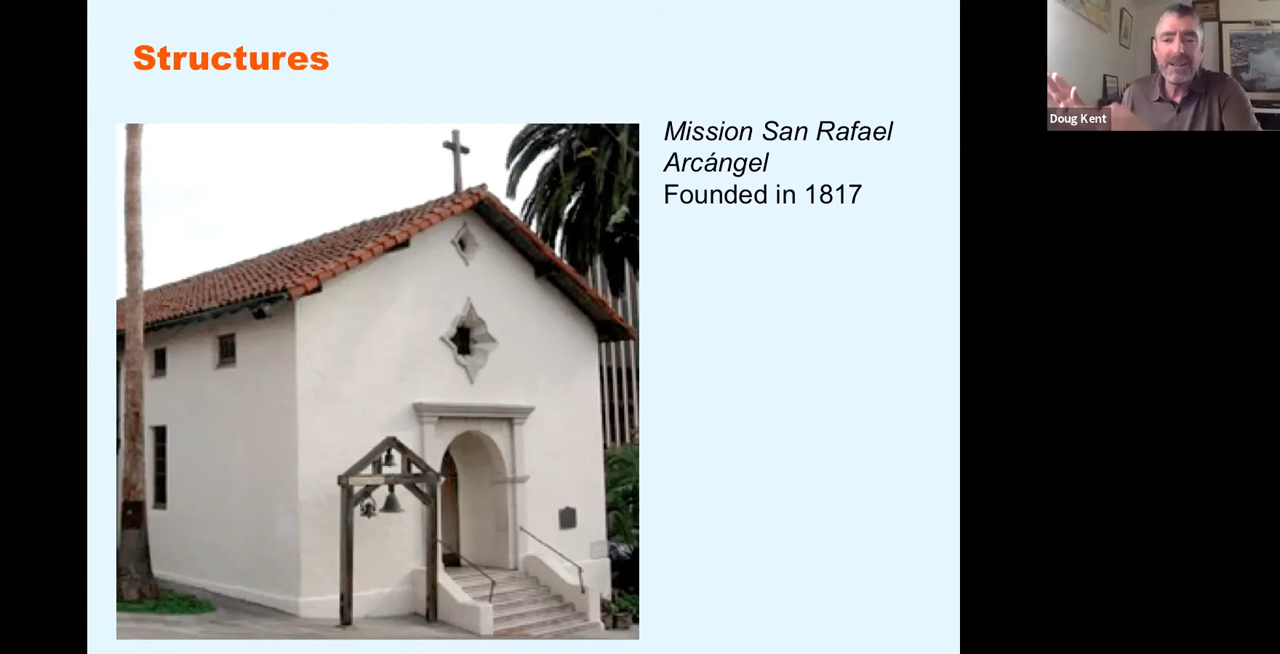 Structures
Mission San Rafael
Arcángel
Founded in 1817
Doug Kent